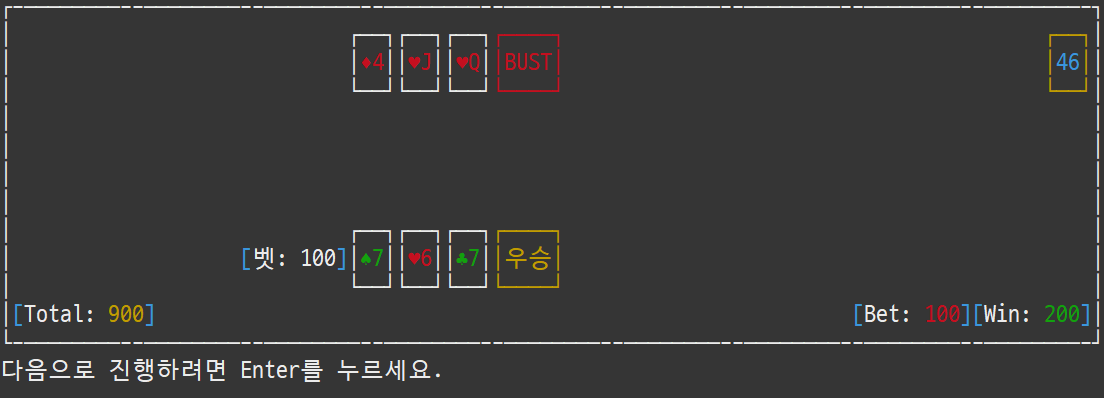 ♦4 ♥J ♥Q BUST 46
[벳: 100] ♠7 ♥6 ♣7 우승
[Total: 900] [Bet: 100][Win: 200]
다음으로 진행하려면 Enter를 누르세요.